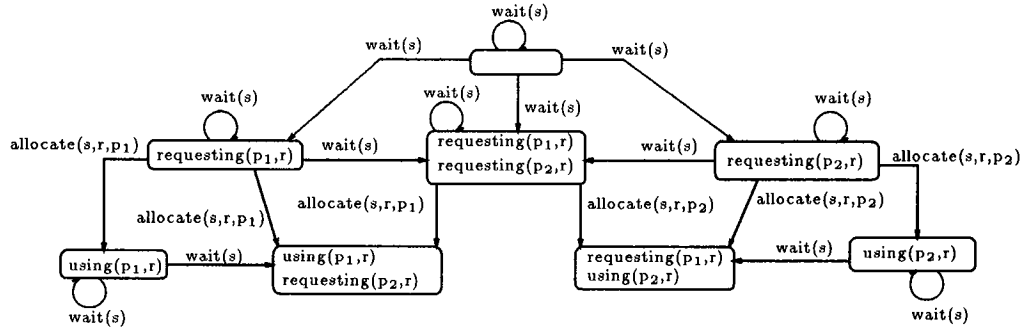 wait(s)
wait(s)
wait(s)
wait(s)
wait(s)
wait(s)
wait(s)
allocate(s,r,p₁)
requesting(p₁,r)
wait(s)
requesting(p₁,r)
requesting(p₂,r)
wait(s)
requesting(p₂,r)
allocate(s,r,p₂)
allocate(s,r,p₁)
allocate(s,r,p₁)
allocate(s,r,p₂)
allocate(s,r,p₂)
using(p₁,r)
wait(s)
using(p₁,r)
requesting(p₂,r)
requesting(p₁,r)
using(p₂,r)
wait(s)
using(p₂,r)
wait(s)
wait(s)